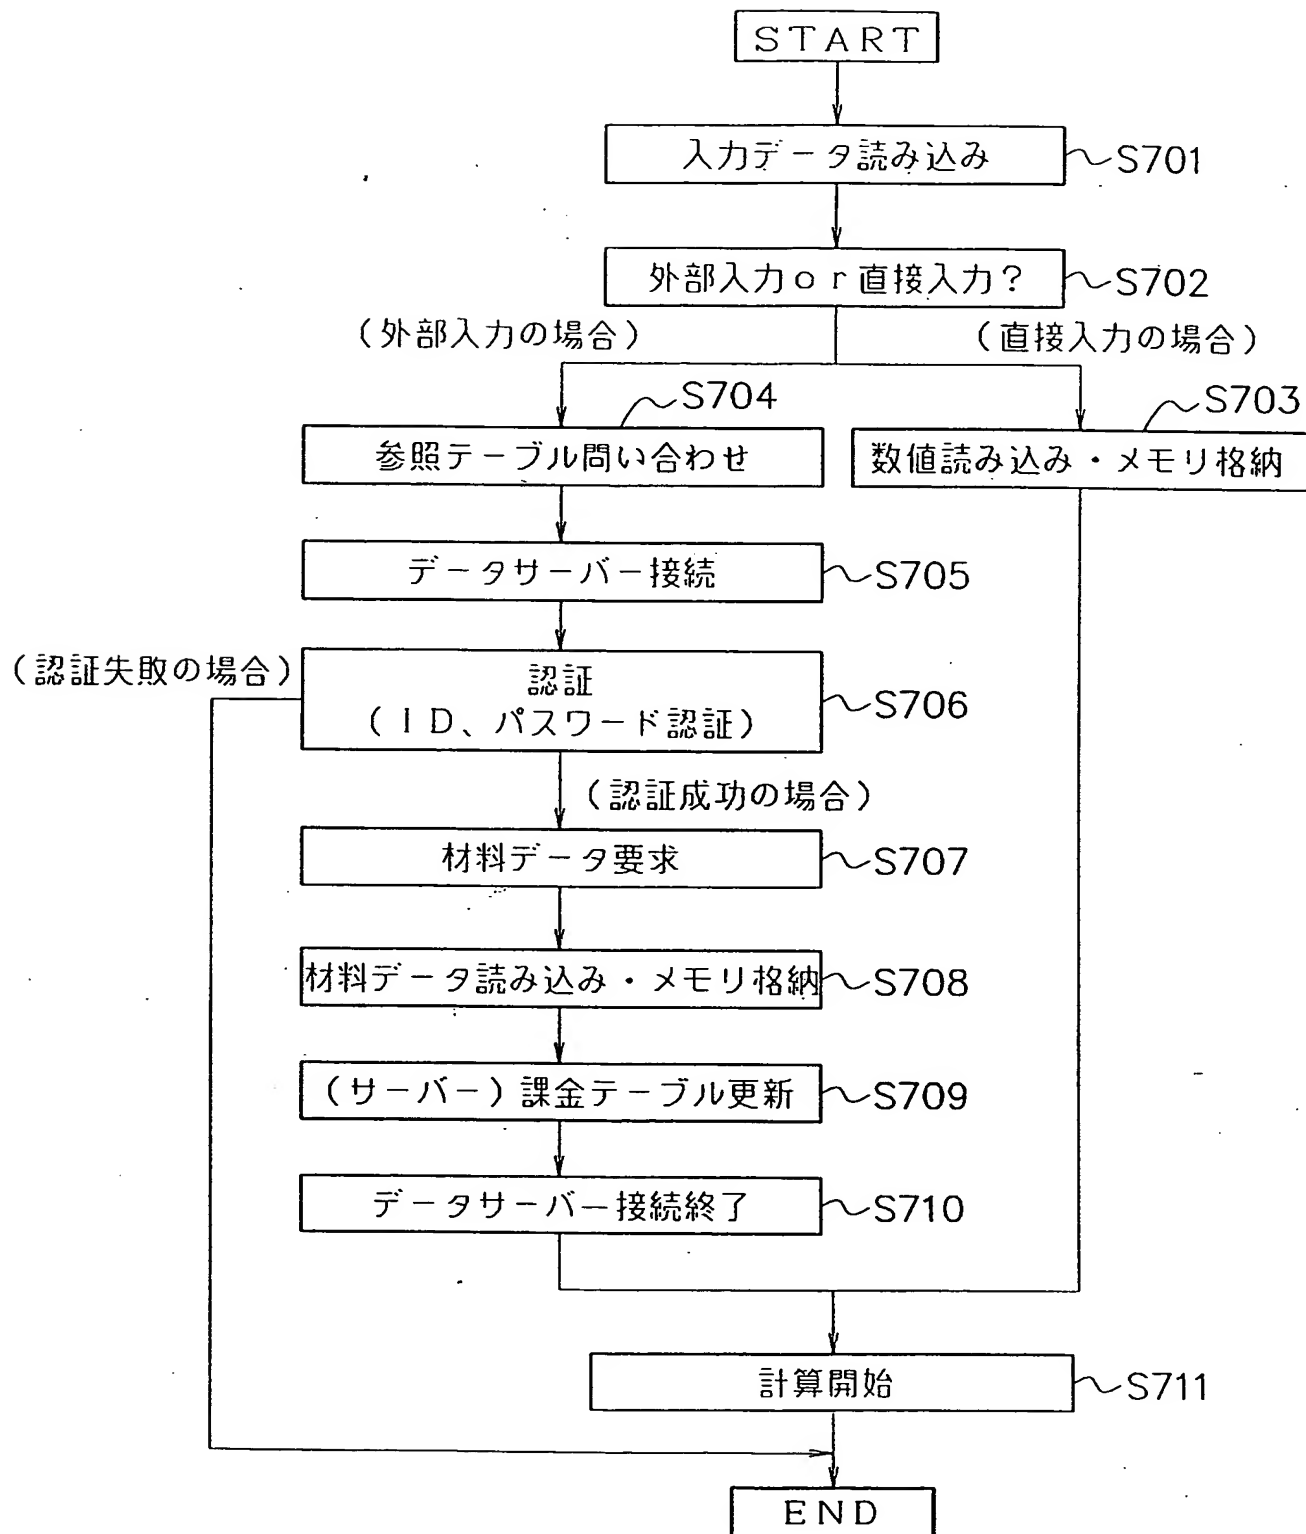 START
入力データ読み込み
S701
外部入力or直接入力?
S702
(外部入力の場合)
(直接入力の場合)
S704
S703
参照テーブル問い合わせ
数値読み込み・メモリ格納
データサーバー接続
S705
(認証失敗の場合)
認証
(ID、パスワード認証)
S706
(認証成功の場合)
材料データ要求
S707
材料データ読み込み・メモリ格納
S708
(サーバー)課金テーブル更新
S709
データサーバー接続終了
S710
計算開始
S711
END